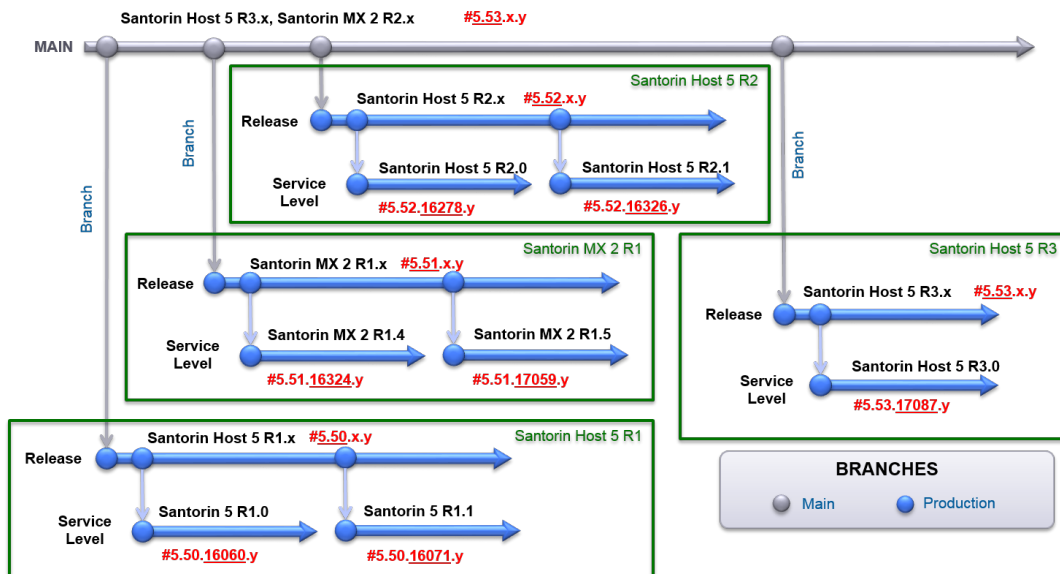 Santorin Host 5 R3.x, Santorin MX 2 R2.x #5.53.x.y
MAIN
Santorin Host 5 R2
Santorin Host 5 R2.x #5.52.x.y
Release
Branch
Santorin Host 5 R2.0
Santorin Host 5 R2.1
Service
Level
#5.52.16278.y
#5.52.16326.y
Branch
Branch
Santorin MX 2 R1
Santorin MX 2 R1.x #5.51.x.y
Release
Santorin MX 2 R1.4
Santorin MX 2 R1.5
Service
Level
#5.51.16324.y
#5.51.17059.y
Santorin Host 5 R3
Santorin Host 5 R3.x #5.53.x.y
Release
Santorin Host 5 R3.0
Service
Level
#5.53.17087.y
Santorin Host 5 R1
Santorin Host 5 R1.x #5.50.x.y
Release
Santorin 5 R1.0
Santorin 5 R1.1
Service
Level
#5.50.16060.y
#5.50.16071.y
BRANCHES
Main
Production